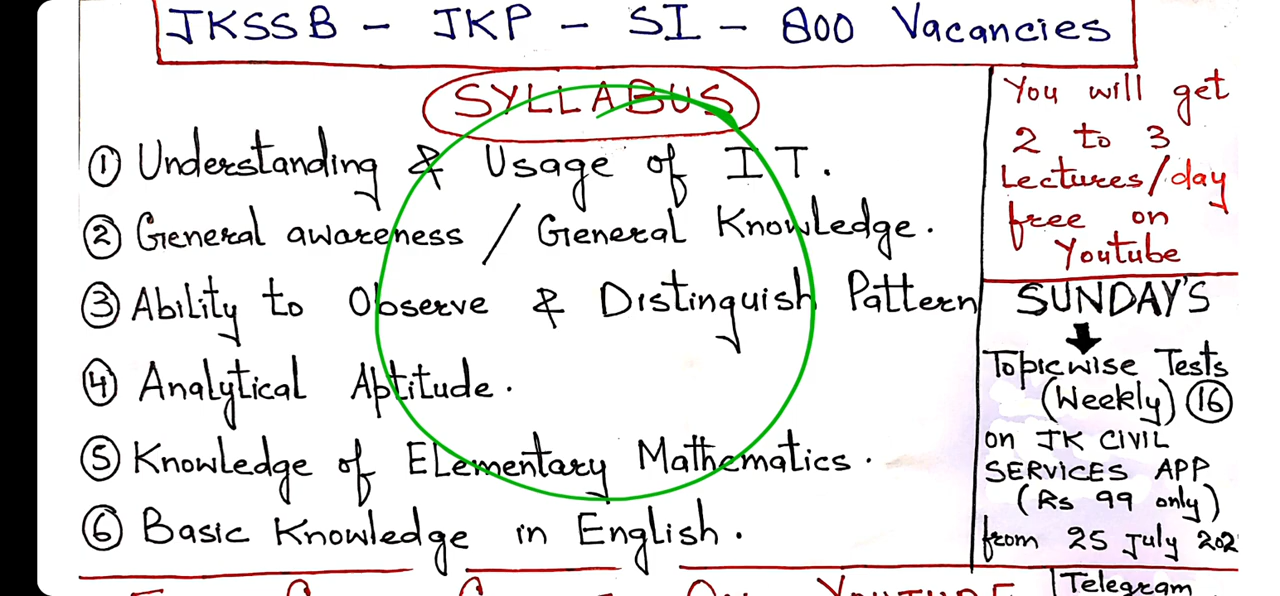 JKSSB - JKP - SI - 800 Vacancies
SYLLABUS
① Understanding & Usage of IT.
② General awareness / General Knowledge.
③ Ability to Observe & Distinguish Pattern
④ Analytical Aptitude.
⑤ Knowledge of ELementary Mathematics.
⑥ Basic Knowledge in English.
You will get
2 to 3
Lectures/day
free on
Youtube
SUNDAY'S
↓
Topicwise Tests
(Weekly) ⑯
on JK CIVIL
SERVICES APP
(Rs 99 only)
from 25 July 202
On YOUTUBE
Telegram